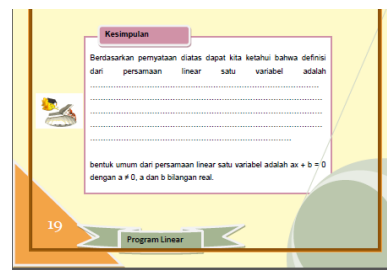 Kesimpulan
Berdasarkan pernyataan diatas dapat kita ketahui bahwa definisi
dari persamaan linear satu variabel adalah
................................................................................
................................................................................
................................................................................
................................................................................
......................................................................
bentuk umum dari persamaan linear satu variabel adalah ax + b = 0
dengan a ≠ 0, a dan b bilangan real.
19
Program Linear